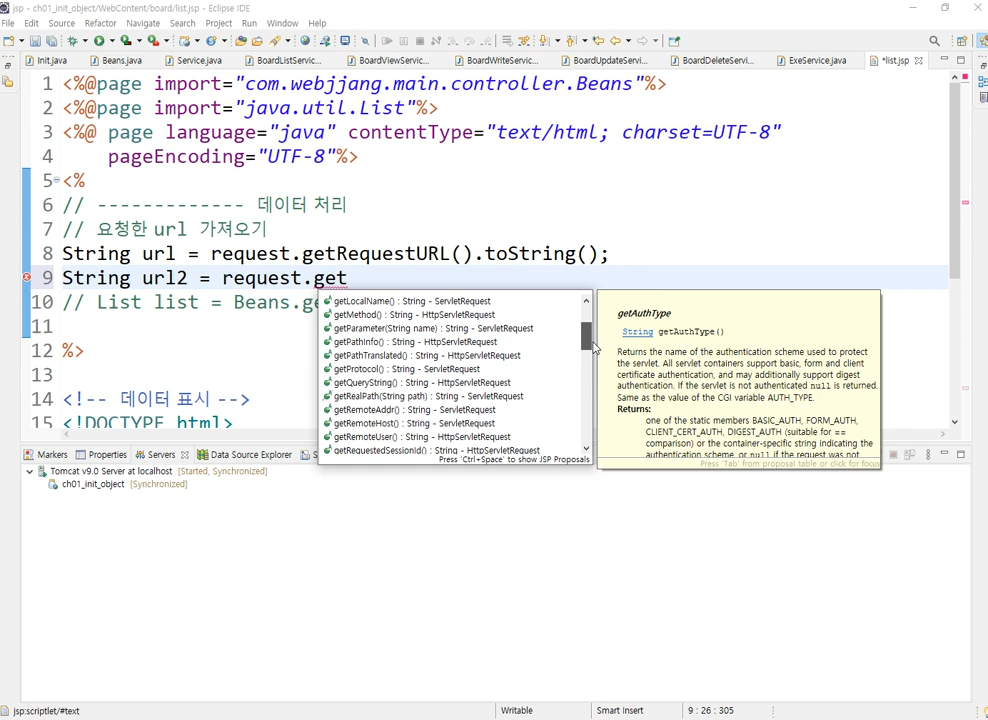 jsp - ch01_init_object/WebContent/board/list.jsp - Eclipse IDE
File Edit Source Refactor Navigate Search Project Run Window Help
Init.java Beans.java Service.java BoardListServic... BoardViewServic... BoardWriteServic... BoardUpdateServi... BoardDeleteServi... ExeService.java *list.jsp
1 <%@page import="com.webjjang.main.controller.Beans"%>
2 <%@page import="java.util.List"%>
3 <%@ page language="java" contentType="text/html; charset=UTF-8"
4 pageEncoding="UTF-8"%>
5 <%
6 // ------------- 데이터 처리
7 // 요청한 url 가져오기
8 String url = request.getRequestURL().toString();
9 String url2 = request.get
10 // List list = Beans.ge
11
12 %>
13
14 <!-- 데이터 표시 -->
15 <!DOCTYPE html>
getLocalName() : String - ServletRequest
getMethod() : String - HttpServletRequest
getParameter(String name) : String - ServletRequest
getPathInfo() : String - HttpServletRequest
getPathTranslated() : String - HttpServletRequest
getProtocol() : String - ServletRequest
getQueryString() : String - HttpServletRequest
getRealPath(String path) : String - ServletRequest
getRemoteAddr() : String - ServletRequest
getRemoteHost() : String - ServletRequest
getRemoteUser() : String - HttpServletRequest
getRequestedSessionId() : String - HttpServletRequest
Press 'Ctrl+Space' to show JSP Proposals
getAuthType
String getAuthType()
Returns the name of the authentication scheme used to protect
the servlet. All servlet containers support basic, form and client
certificate authentication, and may additionally support digest
authentication. If the servlet is not authenticated null is returned.
Same as the value of the CGI variable AUTH_TYPE.
Returns:
one of the static members BASIC_AUTH, FORM_AUTH,
CLIENT_CERT_AUTH, DIGEST_AUTH (suitable for ==
comparison) or the container-specific string indicating the
authentication scheme, or null if the request was not
Press 'Tab' from proposal table or click for focus
Markers Properties Servers Data Source Explorer S
Tomcat v9.0 Server at localhost [Started, Synchronized]
ch01_init_object [Synchronized]
jsp:scriptlet/#text Writable Smart Insert 9 : 26 : 305